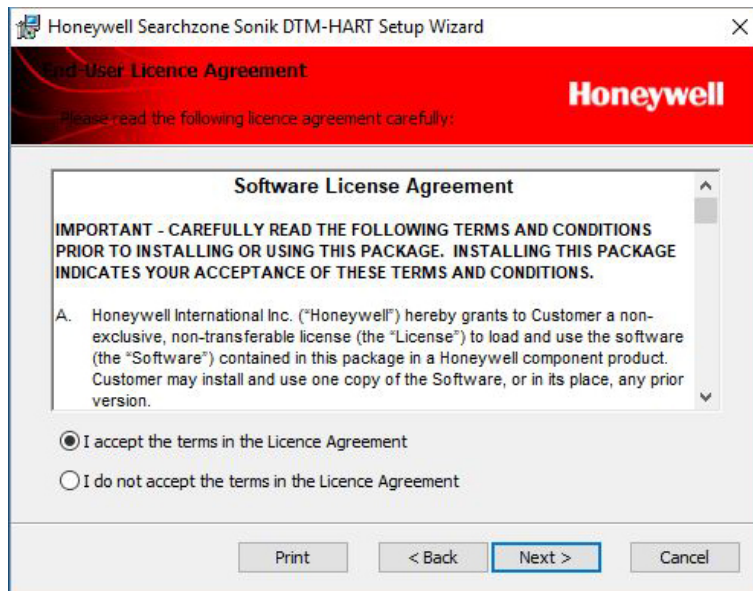 Honeywell Searchzone Sonik DTM-HART Setup Wizard
End-User Licence Agreement
Honeywell
Please read the following licence agreement carefully:
Software License Agreement
IMPORTANT - CAREFULLY READ THE FOLLOWING TERMS AND CONDITIONS
PRIOR TO INSTALLING OR USING THIS PACKAGE. INSTALLING THIS PACKAGE
INDICATES YOUR ACCEPTANCE OF THESE TERMS AND CONDITIONS.
A. Honeywell International Inc. (“Honeywell”) hereby grants to Customer a non-
exclusive, non-transferable license (the “License”) to load and use the software
(the “Software”) contained in this package in a Honeywell component product.
Customer may install and use one copy of the Software, or in its place, any prior
version.
I accept the terms in the Licence Agreement
I do not accept the terms in the Licence Agreement
Print
< Back
Next >
Cancel